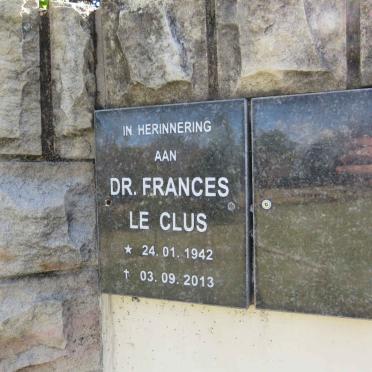 IN HERINNERING
AAN
DR. FRANCES
LE CLUS
★ 24. 01. 1942
✝ 03. 09. 2013